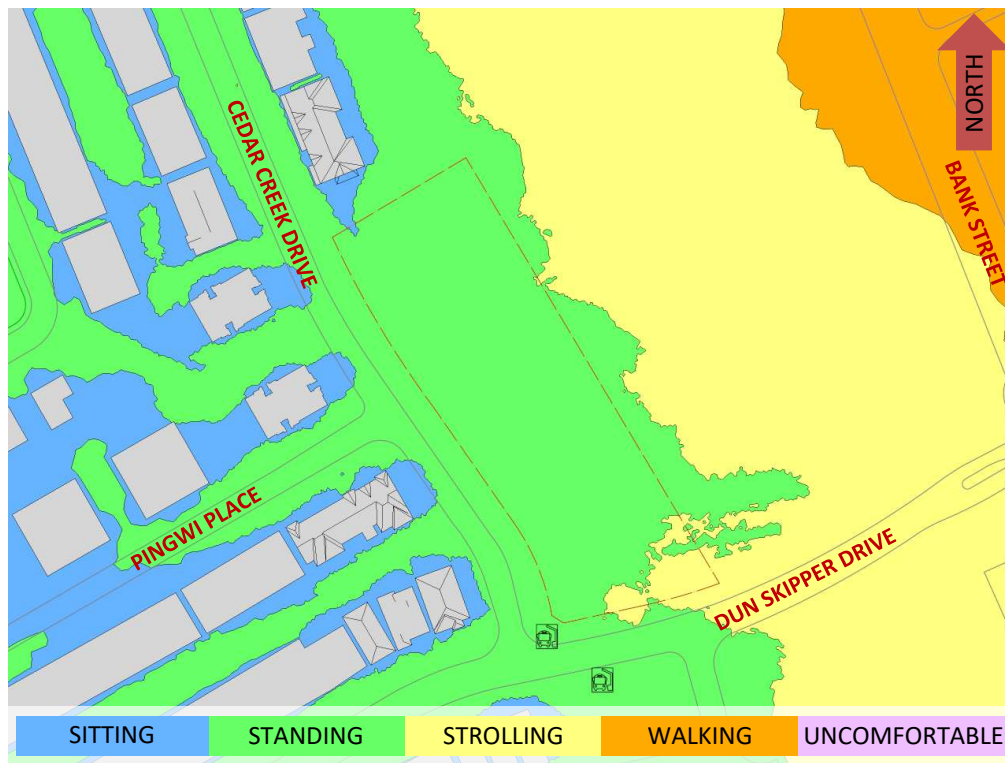 NORTH
CEDAR CREEK DRIVE
BANK STREET
PINGWI PLACE
DUN SKIPPER DRIVE
SITTING
STANDING
STROLLING
WALKING
UNCOMFORTABLE